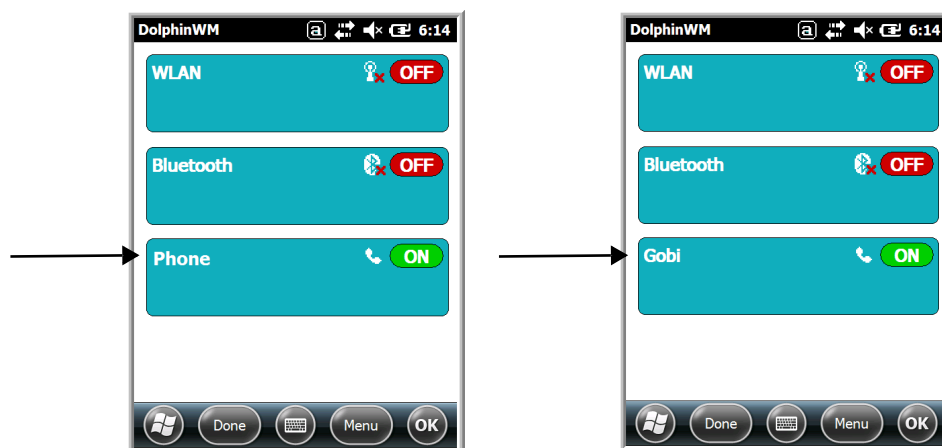 DolphinWM a 6:14
WLAN OFF
Bluetooth OFF
Phone ON
Done Menu OK
DolphinWM a 6:14
WLAN OFF
Bluetooth OFF
Gobi ON
Done Menu OK